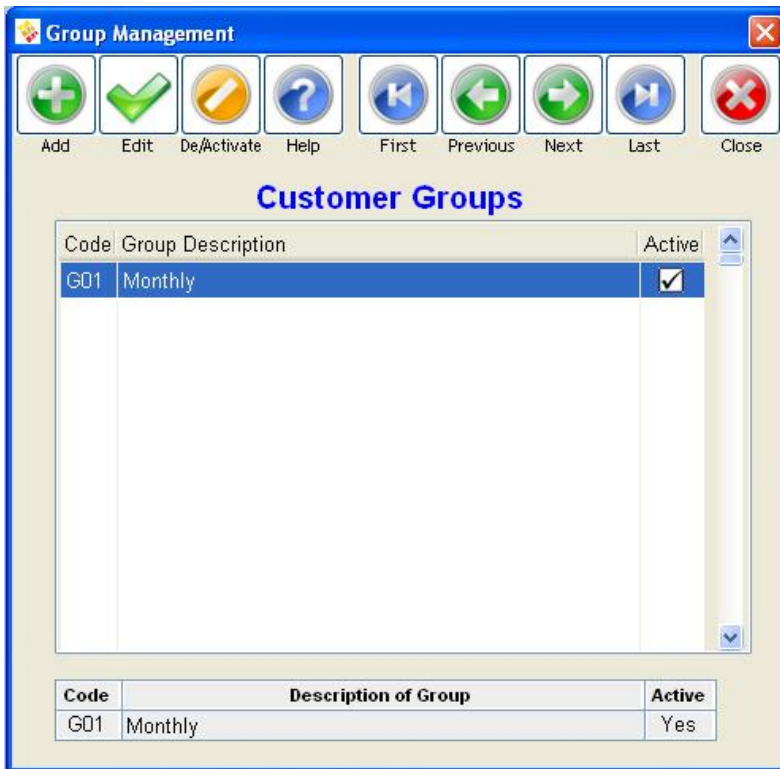 Group Management
Add Edit De/Activate Help First Previous Next Last Close
Customer Groups
Code Group Description Active
G01 Monthly
Code Description of Group Active
G01 Monthly Yes